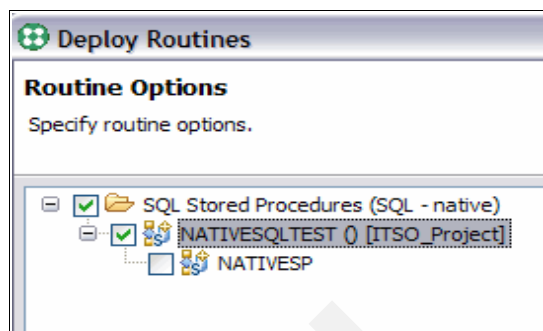 Deploy Routines
Routine Options
Specify routine options.
SQL Stored Procedures (SQL - native)
NATIVESQLTEST () [ITSO_Project]
NATIVESP